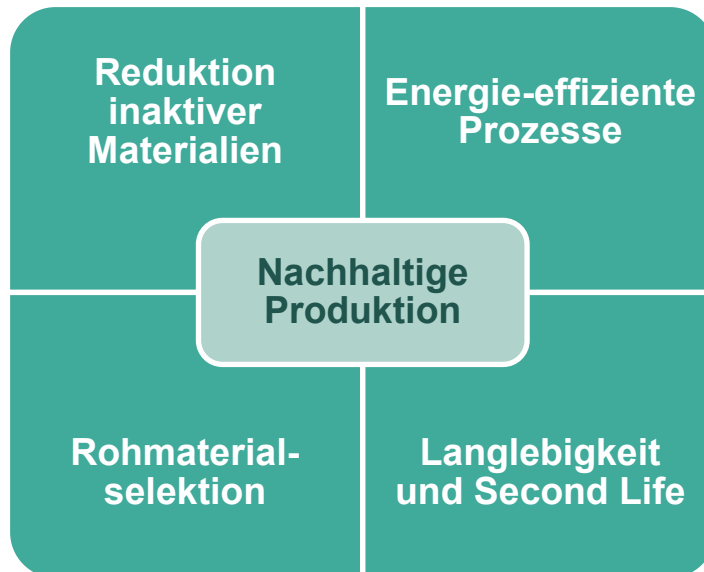 Reduktion
inaktiver
Materialien
Energie-effiziente
Prozesse
Nachhaltige
Produktion
Rohmaterial-
selektion
Langlebigkeit
und Second Life